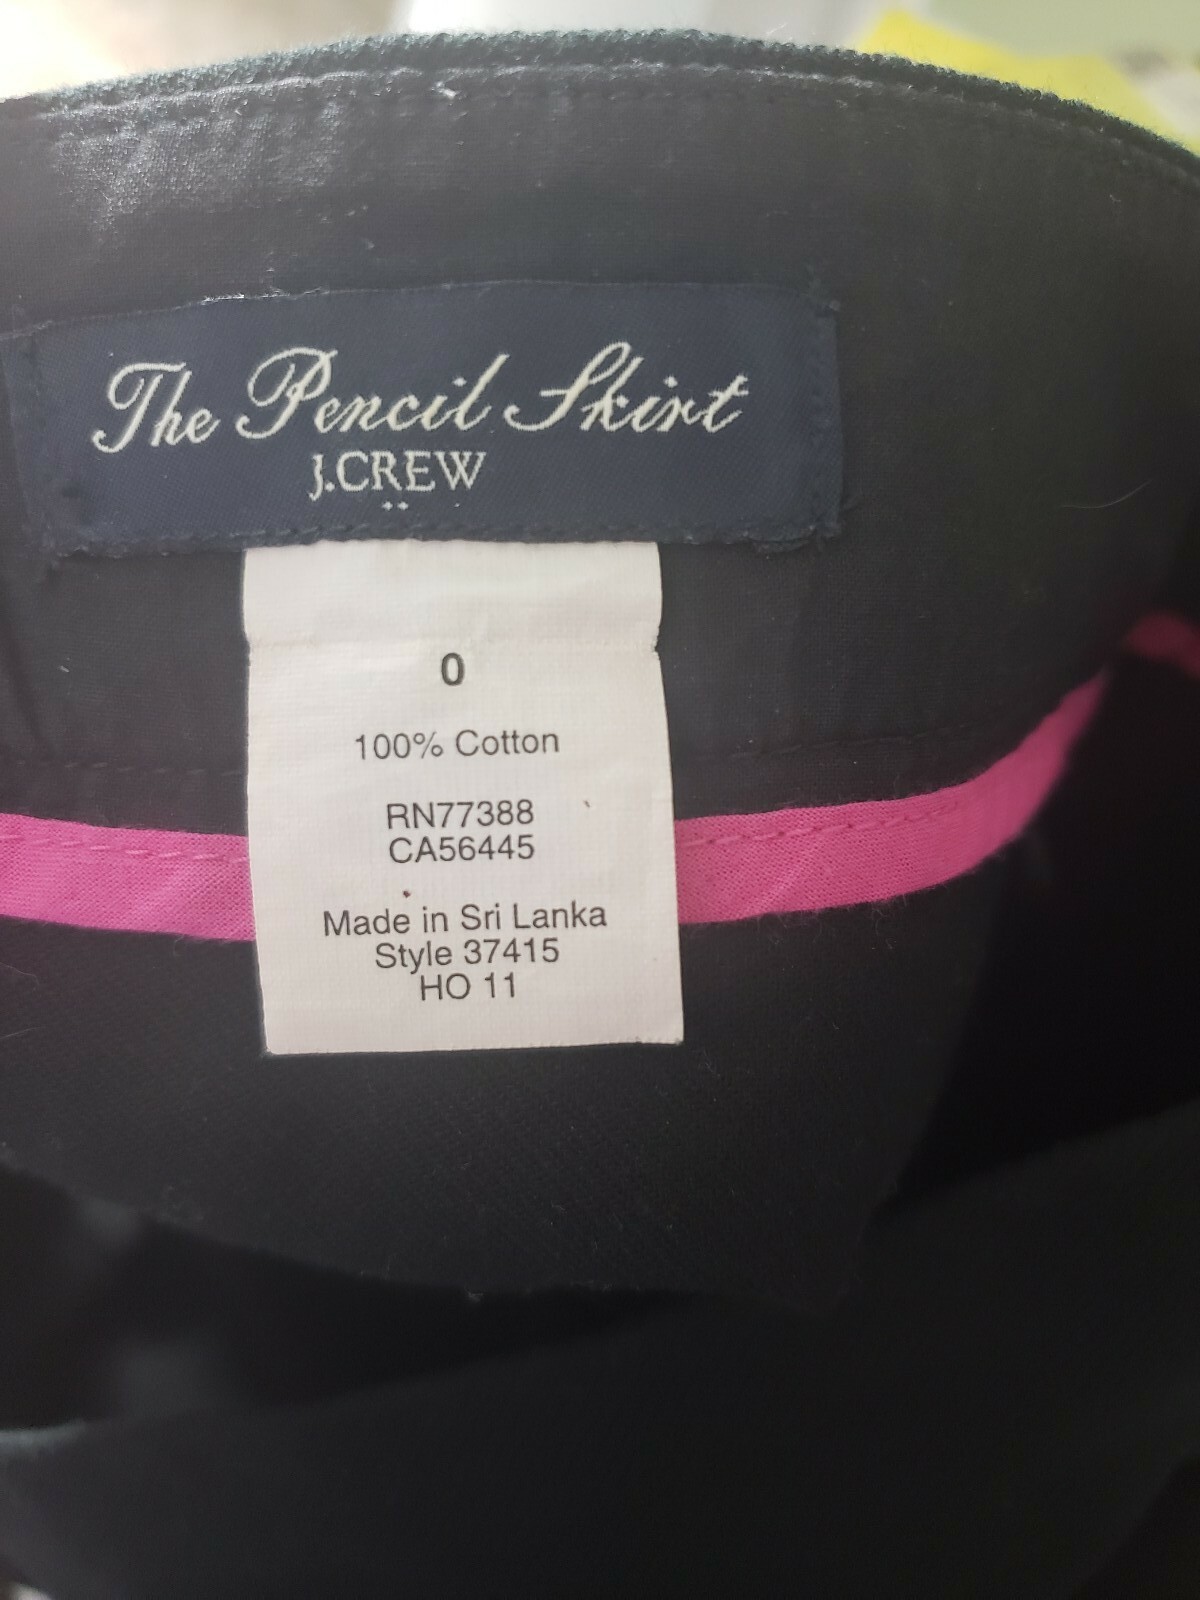 The Pencil Skirt
J.CREW
0
100% Cotton
RN77388
CA56445
Made in Sri Lanka
Style 37415
HO 11